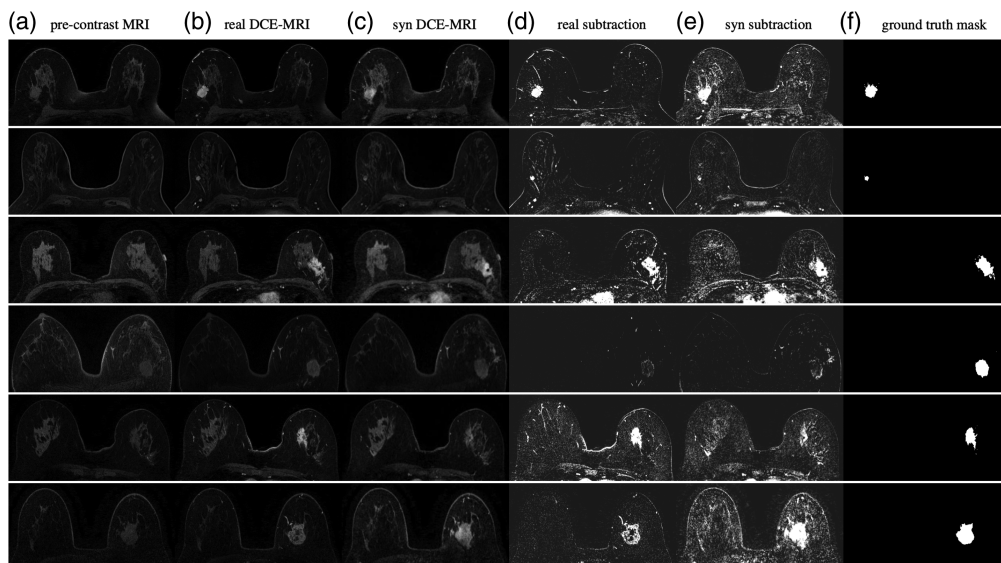 (a) pre-contrast MRI (b) real DCE-MRI (c) syn DCE-MRI (d) real subtraction (e) syn subtraction (f) ground truth mask